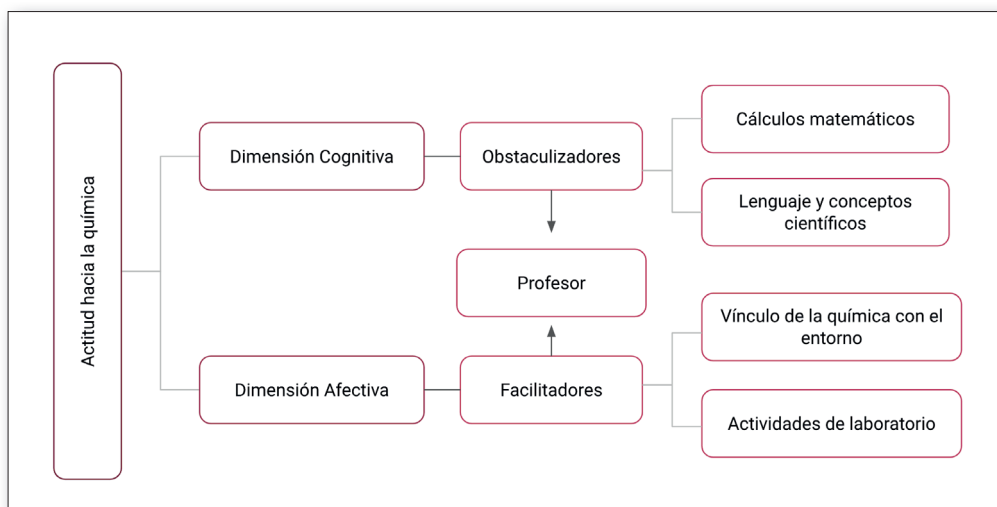 Actitud hacia la química
Dimensión Cognitiva
Obstaculizadores
Cálculos matemáticos
Lenguaje y conceptos
científicos
Profesor
Dimensión Afectiva
Facilitadores
Vínculo de la química con el
entorno
Actividades de laboratorio